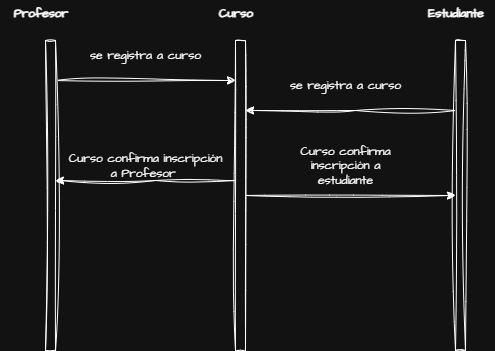 Profesor
Curso
Estudiante
se registra a curso
se registra a curso
Curso confirma inscripción
a Profesor
Curso confirma
inscripción a
estudiante